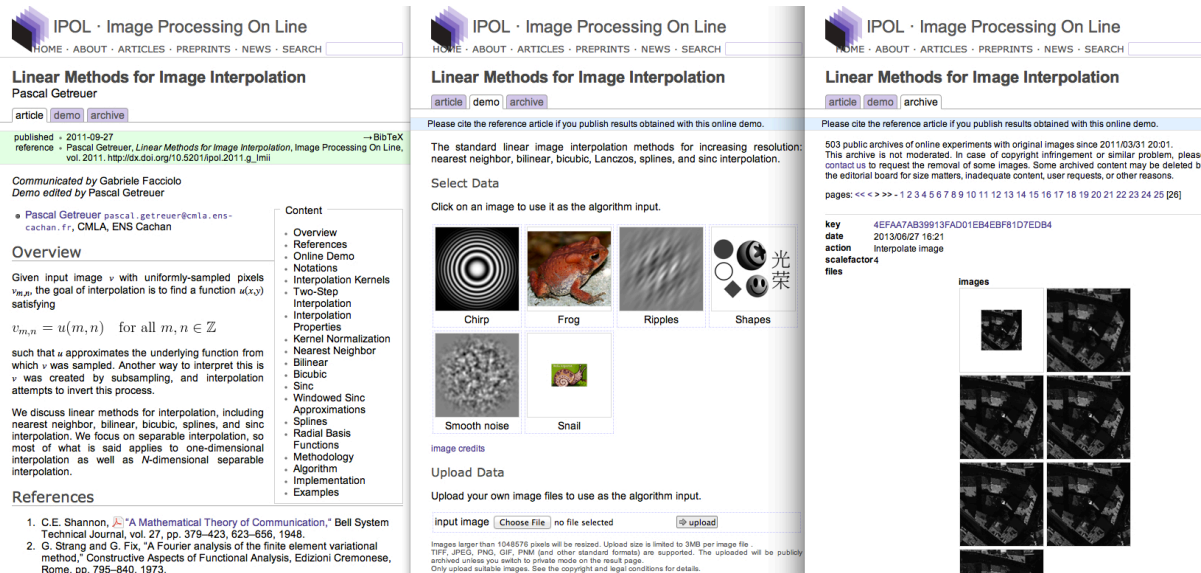 IPOL · Image Processing On Line
HOME · ABOUT · ARTICLES · PREPRINTS · NEWS · SEARCH
Linear Methods for Image Interpolation
Pascal Getreuer
article demo archive
published • 2011-09-27
→ BibTeX
reference • Pascal Getreuer, Linear Methods for Image Interpolation, Image Processing On Line,
vol. 2011. http://dx.doi.org/10.5201/ipol.2011.g_lmii
Communicated by Gabriele Facciolo
Demo edited by Pascal Getreuer
• Pascal Getreuer pascal.getreuer@cmla.ens-
cachan.fr, CMLA, ENS Cachan
Overview
Given input image v with uniformly-sampled pixels
vm,n, the goal of interpolation is to find a function u(x,y)
satisfying
vm,n = u(m, n) for all m, n ∈ ℤ
such that u approximates the underlying function from
which v was sampled. Another way to interpret this is
v was created by subsampling, and interpolation
attempts to invert this process.
We discuss linear methods for interpolation, including
nearest neighbor, bilinear, bicubic, splines, and sinc
interpolation. We focus on separable interpolation, so
most of what is said applies to one-dimensional
interpolation as well as N-dimensional separable
interpolation.
Content
• Overview
• References
• Online Demo
• Notations
• Interpolation Kernels
• Two-Step
Interpolation
• Interpolation
Properties
• Kernel Normalization
• Nearest Neighbor
• Bilinear
• Bicubic
• Sinc
• Windowed Sinc
Approximations
• Splines
• Radial Basis
Functions
• Methodology
• Algorithm
• Implementation
• Examples
References
1. C.E. Shannon, "A Mathematical Theory of Communication," Bell System
Technical Journal, vol. 27, pp. 379–423, 623–656, 1948.
2. G. Strang and G. Fix, "A Fourier analysis of the finite element variational
method," Constructive Aspects of Functional Analysis, Edizioni Cremonese,
Rome, pp. 795–840, 1973.
IPOL · Image Processing On Line
HOME · ABOUT · ARTICLES · PREPRINTS · NEWS · SEARCH
Linear Methods for Image Interpolation
article demo archive
Please cite the reference article if you publish results obtained with this online demo.
The standard linear image interpolation methods for increasing resolution:
nearest neighbor, bilinear, bicubic, Lanczos, splines, and sinc interpolation.
Select Data
Click on an image to use it as the algorithm input.
光
荣
Chirp Frog Ripples Shapes
Smooth noise Snail
image credits
Upload Data
Upload your own image files to use as the algorithm input.
input image Choose File no file selected upload
Images larger than 1048576 pixels will be resized. Upload size is limited to 3MB per image file .
TIFF, JPEG, PNG, GIF, PNM (and other standard formats) are supported. The uploaded will be publicly
archived unless you switch to private mode on the result page.
Only upload suitable images. See the copyright and legal conditions for details.
IPOL · Image Processing On Line
HOME · ABOUT · ARTICLES · PREPRINTS · NEWS · SEARCH
Linear Methods for Image Interpolation
article demo archive
Please cite the reference article if you publish results obtained with this online demo.
503 public archives of online experiments with original images since 2011/03/31 20:01.
This archive is not moderated. In case of copyright infringement or similar problem, pleas
contact us to request the removal of some images. Some archived content may be deleted b
the editorial board for size matters, inadequate content, user requests, or other reasons.
pages: << < > >> - 1 2 3 4 5 6 7 8 9 10 11 12 13 14 15 16 17 18 19 20 21 22 23 24 25 [26]
key 4EFAA7AB39913FAD01EB4EBF81D7EDB4
date 2013/06/27 16:21
action Interpolate image
scalefactor 4
files
images